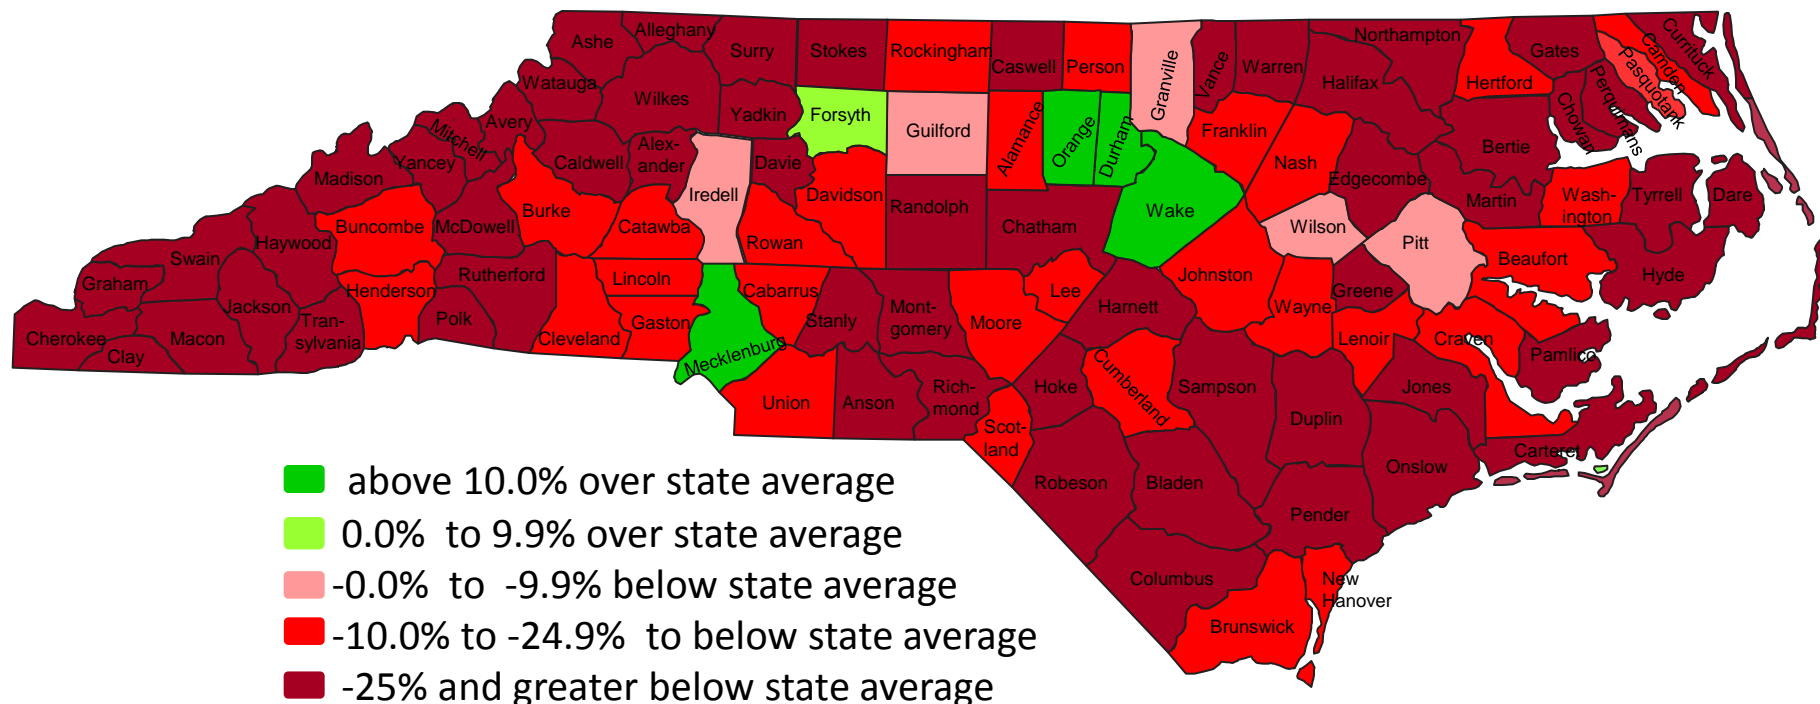 Ashe
Alleghany
Surry
Stokes
Rockingham
Caswell
Person
Granville
Vance
Warren
Northampton
Halifax
Hertford
Gates
Camden
Currituck
Pasquotank
Perquimans
Chowan
Watauga
Wilkes
Yadkin
Forsyth
Guilford
Alamance
Orange
Durham
Franklin
Nash
Edgecombe
Bertie
Martin
Wash-
ington
Tyrrell
Dare
Mitchell
Avery
Yancey
Caldwell
Alex-
ander
Iredell
Davie
Davidson
Randolph
Chatham
Wake
Wilson
Pitt
Beaufort
Hyde
Madison
Buncombe
McDowell
Burke
Catawba
Rowan
Haywood
Swain
Graham
Jackson
Henderson
Rutherford
Lincoln
Cabarrus
Stanly
Mont-
gomery
Moore
Lee
Harnett
Johnston
Wayne
Greene
Lenoir
Craven
Pamlico
Cherokee
Clay
Macon
Tran-
sylvania
Polk
Cleveland
Gaston
Mecklenburg
Union
Anson
Rich-
mond
Scot-
land
Hoke
Cumberland
Sampson
Duplin
Jones
Onslow
Carteret
Robeson
Bladen
Pender
Columbus
Brunswick
New
Hanover
above 10.0% over state average
0.0% to 9.9% over state average
-0.0% to -9.9% below state average
-10.0% to -24.9% to below state average
-25% and greater below state average